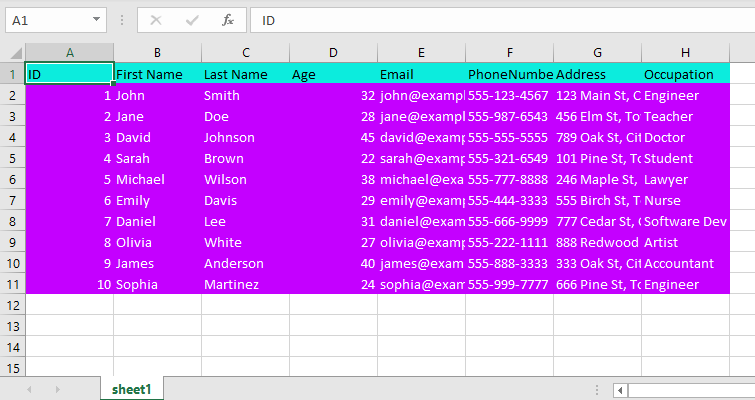 A1 fx ID
A B C D E F G H
1 ID First Name Last Name Age Email PhoneNumbe Address Occupation
2 1 John Smith 32 john@exampl 555-123-4567 123 Main St, C Engineer
3 2 Jane Doe 28 jane@examp 555-987-6543 456 Elm St, To Teacher
4 3 David Johnson 45 david@examp 555-555-5555 789 Oak St, Cit Doctor
5 4 Sarah Brown 22 sarah@examp 555-321-6549 101 Pine St, To Student
6 5 Michael Wilson 38 michael@exa 555-777-8888 246 Maple St, Lawyer
7 6 Emily Davis 29 emily@examp 555-444-3333 555 Birch St, T Nurse
8 7 Daniel Lee 31 daniel@exam 555-666-9999 777 Cedar St, Software Dev
9 8 Olivia White 27 olivia@examp 555-222-1111 888 Redwood Artist
10 9 James Anderson 40 james@exam 555-888-3333 333 Oak St, Cit Accountant
11 10 Sophia Martinez 24 sophia@exam 555-999-7777 666 Pine St, To Engineer
12
13
14
15
sheet1